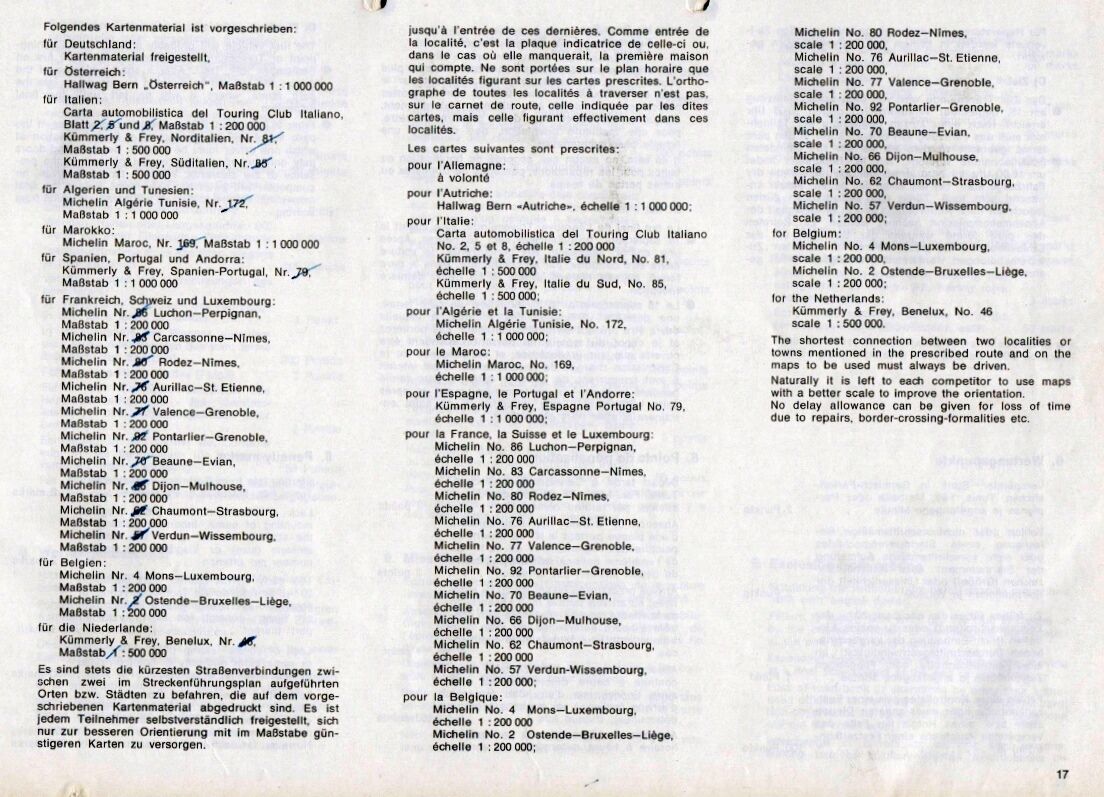 Folgendes Kartenmaterial ist vorgeschrieben:
für Deutschland:
Kartenmaterial freigestellt,
für Österreich:
Hallwag Bern „Österreich", Maßstab 1 : 1 000 000
für Italien:
Carta automobilistica del Touring Club Italiano,
Blatt 2, 5 und 8, Maßstab 1 : 200 000
Kümmerly & Frey, Norditalien, Nr. 81,
Maßstab 1 : 500 000
Kümmerly & Frey, Süditalien, Nr. 85
Maßstab 1 : 500 000
für Algerien und Tunesien:
Michelin Algérie Tunisie, Nr. 172,
Maßstab 1 : 1 000 000
für Marokko:
Michelin Maroc, Nr. 169, Maßstab 1 : 1 000 000
für Spanien, Portugal und Andorra:
Kümmerly & Frey, Spanien-Portugal, Nr. 79,
Maßstab 1 : 1 000 000
für Frankreich, Schweiz und Luxembourg:
Michelin Nr. 86 Luchon—Perpignan,
Maßstab 1 : 200 000
Michelin Nr. 83 Carcassonne—Nîmes,
Maßstab 1 : 200 000
Michelin Nr. 80 Rodez—Nîmes,
Maßstab 1 : 200 000
Michelin Nr. 76 Aurillac—St. Etienne,
Maßstab 1 : 200 000
Michelin Nr. 77 Valence—Grenoble,
Maßstab 1 : 200 000
Michelin Nr. 92 Pontarlier—Grenoble,
Maßstab 1 : 200 000
Michelin Nr. 70 Beaune—Evian,
Maßstab 1 : 200 000
Michelin Nr. 66 Dijon—Mulhouse,
Maßstab 1 : 200 000
Michelin Nr. 62 Chaumont—Strasbourg,
Maßstab 1 : 200 000
Michelin Nr. 57 Verdun—Wissembourg,
Maßstab 1 : 200 000
für Belgien:
Michelin Nr. 4 Mons—Luxembourg,
Maßstab 1 : 200 000
Michelin Nr. 2 Ostende—Bruxelles—Liège,
Maßstab 1 : 200 000
für die Niederlande:
Kümmerly & Frey, Benelux, Nr. 46,
Maßstab 1 : 500 000
Es sind stets die kürzesten Straßenverbindungen zwi-
schen zwei im Streckenführungsplan aufgeführten
Orten bzw. Städten zu befahren, die auf dem vorge-
schriebenen Kartenmaterial abgedruckt sind. Es ist
jedem Teilnehmer selbstverständlich freigestellt, sich
nur zur besseren Orientierung mit im Maßstabe gün-
stigeren Karten zu versorgen.
jusqu'à l'entrée de ces dernières. Comme entrée de
la localité, c'est la plaque indicatrice de celle-ci ou,
dans le cas où elle manquerait, la première maison
qui compte. Ne sont portées sur le plan horaire que
les localités figurant sur les cartes prescrites. L'ortho-
graphe de toutes les localités à traverser n'est pas,
sur le carnet de route, celle indiquée par les dites
cartes, mais celle figurant effectivement dans ces
localités.
Les cartes suivantes sont prescrites:
pour l'Allemagne:
à volonté
pour l'Autriche:
Hallwag Bern «Autriche», échelle 1 : 1 000 000;
pour l'Italie:
Carta automobilistica del Touring Club Italiano
No. 2, 5 et 8, échelle 1 : 200 000
Kümmerly & Frey, Italie du Nord, No. 81,
échelle 1 : 500 000
Kümmerly & Frey, Italie du Sud, No. 85,
échelle 1 : 500 000;
pour l'Algérie et la Tunisie:
Michelin Algérie Tunisie, No. 172,
échelle 1 : 1 000 000;
pour le Maroc:
Michelin Maroc, No. 169,
échelle 1 : 1 000 000;
pour l'Espagne, le Portugal et l'Andorre:
Kümmerly & Frey, Espagne Portugal No. 79,
échelle 1 : 1 000 000;
pour la France, la Suisse et le Luxembourg:
Michelin No. 86 Luchon—Perpignan,
échelle 1 : 200 000
Michelin No. 83 Carcassonne—Nîmes,
échelle 1 : 200 000
Michelin No. 80 Rodez—Nîmes,
échelle 1 : 200 000
Michelin No. 76 Aurillac—St. Etienne,
échelle 1 : 200 000
Michelin No. 77 Valence—Grenoble,
échelle 1 : 200 000
Michelin No. 92 Pontarlier—Grenoble,
échelle 1 : 200 000
Michelin No. 70 Beaune—Evian,
échelle 1 : 200 000
Michelin No. 66 Dijon—Mulhouse,
échelle 1 : 200 000
Michelin No. 62 Chaumont—Strasbourg,
échelle 1 : 200 000
Michelin No. 57 Verdun-Wissembourg,
échelle 1 : 200 000;
pour la Belgique:
Michelin No. 4 Mons—Luxembourg,
échelle 1 : 200 000
Michelin No. 2 Ostende—Bruxelles—Liège,
échelle 1 : 200 000;
Michelin No. 80 Rodez—Nîmes,
scale 1 : 200 000,
Michelin No. 76 Aurillac—St. Etienne,
scale 1 : 200 000,
Michelin No. 77 Valence—Grenoble,
scale 1 : 200 000,
Michelin No. 92 Pontarlier—Grenoble,
scale 1 : 200 000,
Michelin No. 70 Beaune—Evian,
scale 1 : 200 000,
Michelin No. 66 Dijon—Mulhouse,
scale 1 : 200 000,
Michelin No. 62 Chaumont—Strasbourg,
scale 1 : 200 000,
Michelin No. 57 Verdun—Wissembourg,
scale 1 : 200 000;
for Belgium:
Michelin No. 4 Mons—Luxembourg,
scale 1 : 200 000,
Michelin No. 2 Ostende—Bruxelles—Liège,
scale 1 : 200 000;
for the Netherlands:
Kümmerly & Frey, Benelux, No. 46
scale 1 : 500 000.
The shortest connection between two localities or
towns mentioned in the prescribed route and on the
maps to be used must always be driven.
Naturally it is left to each competitor to use maps
with a better scale to improve the orientation.
No delay allowance can be given for loss of time
due to repairs, border-crossing-formalities etc.
17